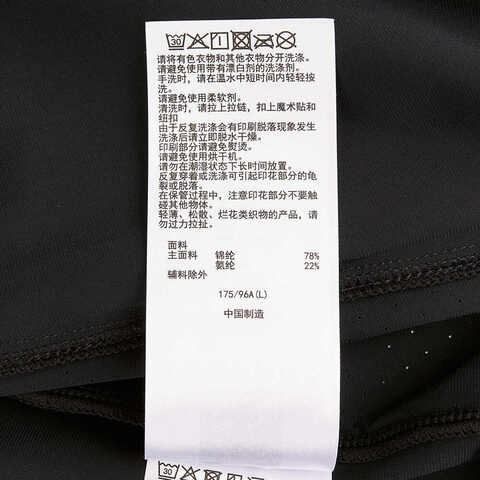 30
请将有色衣物和其他衣物分开洗涤。
请避免使用带有漂白剂的洗涤剂。
手洗时,请在温水中短时间内轻轻按
洗。
请避免使用柔软剂。
清洗时,请拉上拉链,扣上魔术贴和
纽扣
由于反复洗涤会有印刷脱落现象发生
洗涤后请立即脱水干燥。
印刷部分请避免熨烫。
请避免使用烘干机。
请勿在潮湿状态下长时间放置。
反复穿着或洗涤可引起印花部分的龟
裂或脱落。
在保管过程中,注意印花部分不要触
碰其他物体。
轻薄、松散、烂花类织物的产品,请
勿过力拉扯。
面料
主面料 锦纶 78%
氨纶 22%
辅料除外
175/96A(L)
中国制造
30